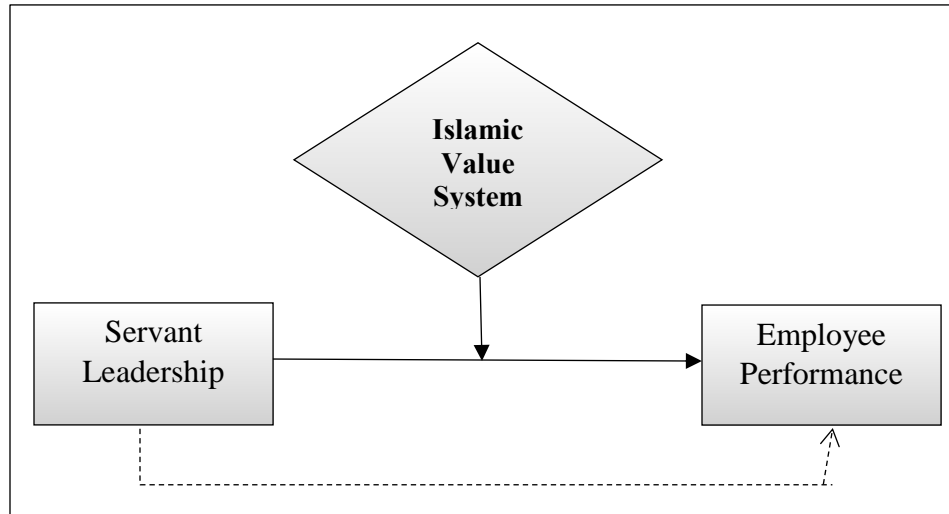 Islamic
Value
System
Servant
Leadership
Employee
Performance